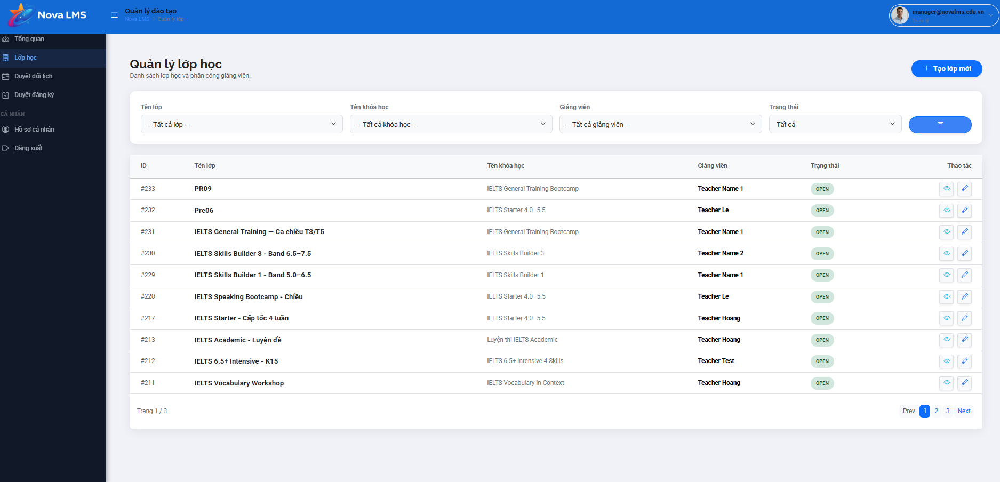 Nova LMS
Quản lý đào tạo
Nova LMS > Quản lý lớp
manager@novalms.edu.vn
Quản lý
Tổng quan
Lớp học
Duyệt đổi lịch
Duyệt đăng ký
CÁ NHÂN
Hồ sơ cá nhân
Đăng xuất
Quản lý lớp học
Danh sách lớp học và phân công giảng viên.
+ Tạo lớp mới
Tên lớp Tên khóa học Giảng viên Trạng thái
-- Tất cả lớp -- -- Tất cả khóa học -- -- Tất cả giảng viên -- Tất cả
ID Tên lớp Tên khóa học Giảng viên Trạng thái Thao tác
#233 PR09 IELTS General Training Bootcamp Teacher Name 1 OPEN
#232 Pre06 IELTS Starter 4.0–5.5 Teacher Le OPEN
#231 IELTS General Training — Ca chiều T3/T5 IELTS General Training Bootcamp Teacher Name 1 OPEN
#230 IELTS Skills Builder 3 - Band 6.5–7.5 IELTS Skills Builder 3 Teacher Name 2 OPEN
#229 IELTS Skills Builder 1 - Band 5.0–6.5 IELTS Skills Builder 1 Teacher Name 1 OPEN
#220 IELTS Speaking Bootcamp - Chiều IELTS Starter 4.0–5.5 Teacher Le OPEN
#217 IELTS Starter - Cấp tốc 4 tuần IELTS Starter 4.0–5.5 Teacher Hoang OPEN
#213 IELTS Academic - Luyện đề Luyện thi IELTS Academic Teacher Hoang OPEN
#212 IELTS 6.5+ Intensive - K15 IELTS 6.5+ Intensive 4 Skills Teacher Test OPEN
#211 IELTS Vocabulary Workshop IELTS Vocabulary in Context Teacher Hoang OPEN
Trang 1 / 3 Prev 1 2 3 Next